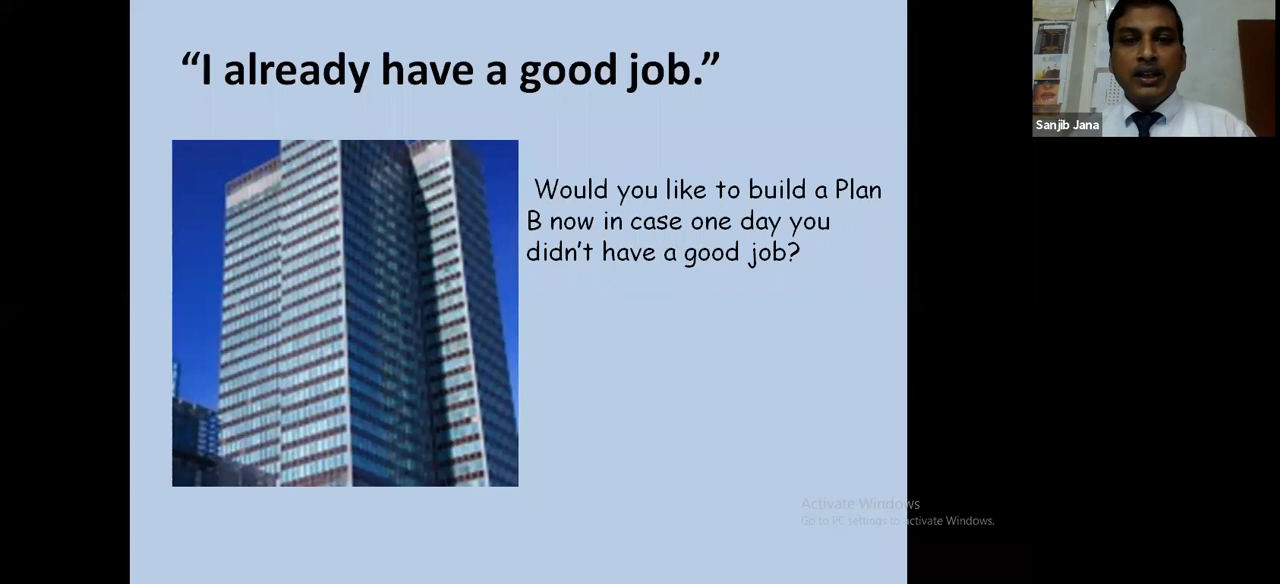 “I already have a good job.”
Sanjib Jana
Would you like to build a Plan
B now in case one day you
didn’t have a good job?
Activate Windows
Go to PC settings to activate Windows.